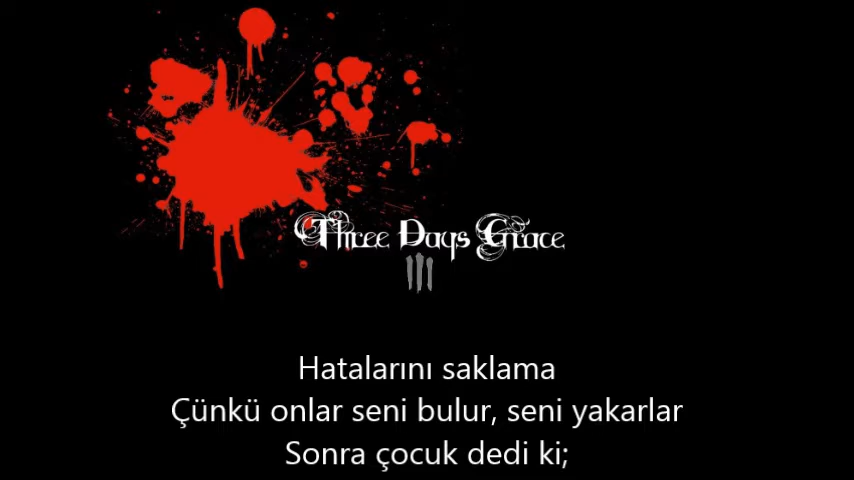 Three Days Grace
Hatalarını saklama
Çünkü onlar seni bulur, seni yakarlar
Sonra çocuk dedi ki;